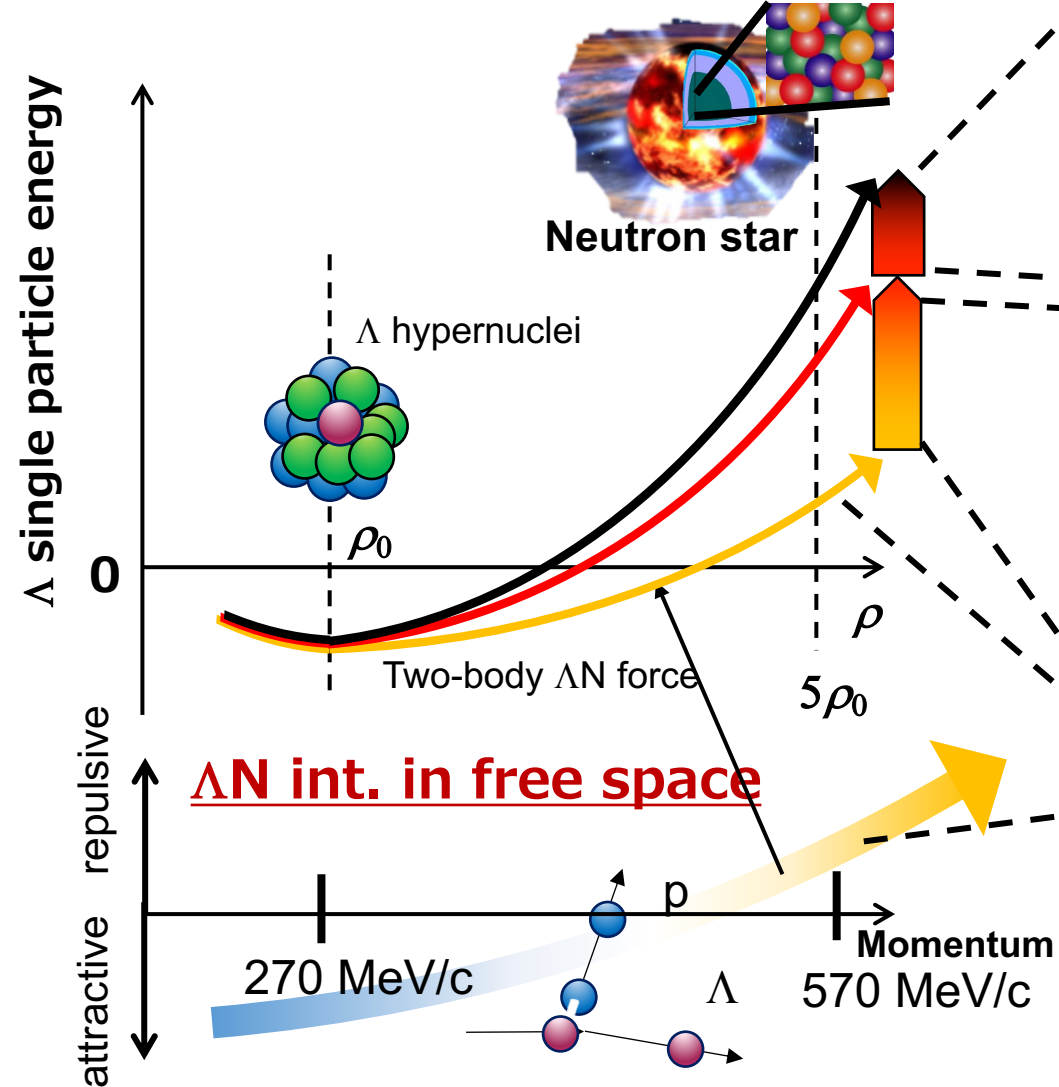 Neutron star
Λ single particle energy
Λ hypernuclei
ρ₀
0
ρ
Two-body ΛN force
5ρ₀
repulsive
ΛN int. in free space
p
Momentum
270 MeV/c
Λ
570 MeV/c
attractive